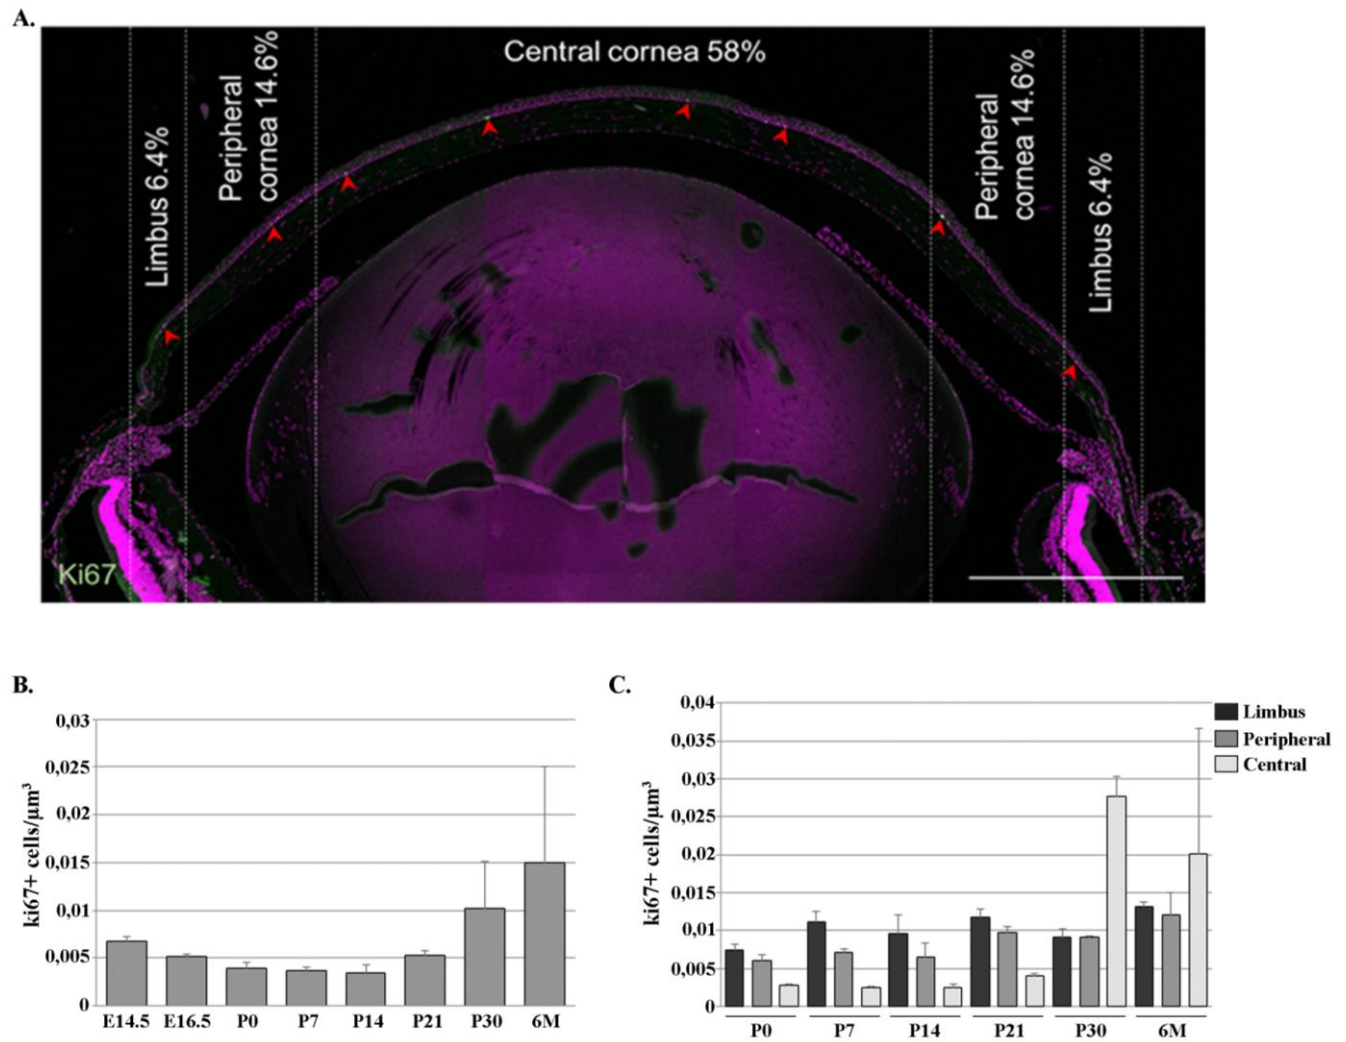 A.
Central cornea 58%
Limbus 6.4%
Peripheral
cornea 14.6%
Peripheral
cornea 14.6%
Limbus 6.4%
Ki67
B.
ki67+ cells/μm³
0,03
0,025
0,02
0,015
0,01
0,005
0
E14.5 E16.5 P0 P7 P14 P21 P30 6M
C.
ki67+ cells/μm³
0,04
0,035
0,03
0,025
0,02
0,015
0,01
0,005
0
P0 P7 P14 P21 P30 6M
Limbus
Peripheral
Central